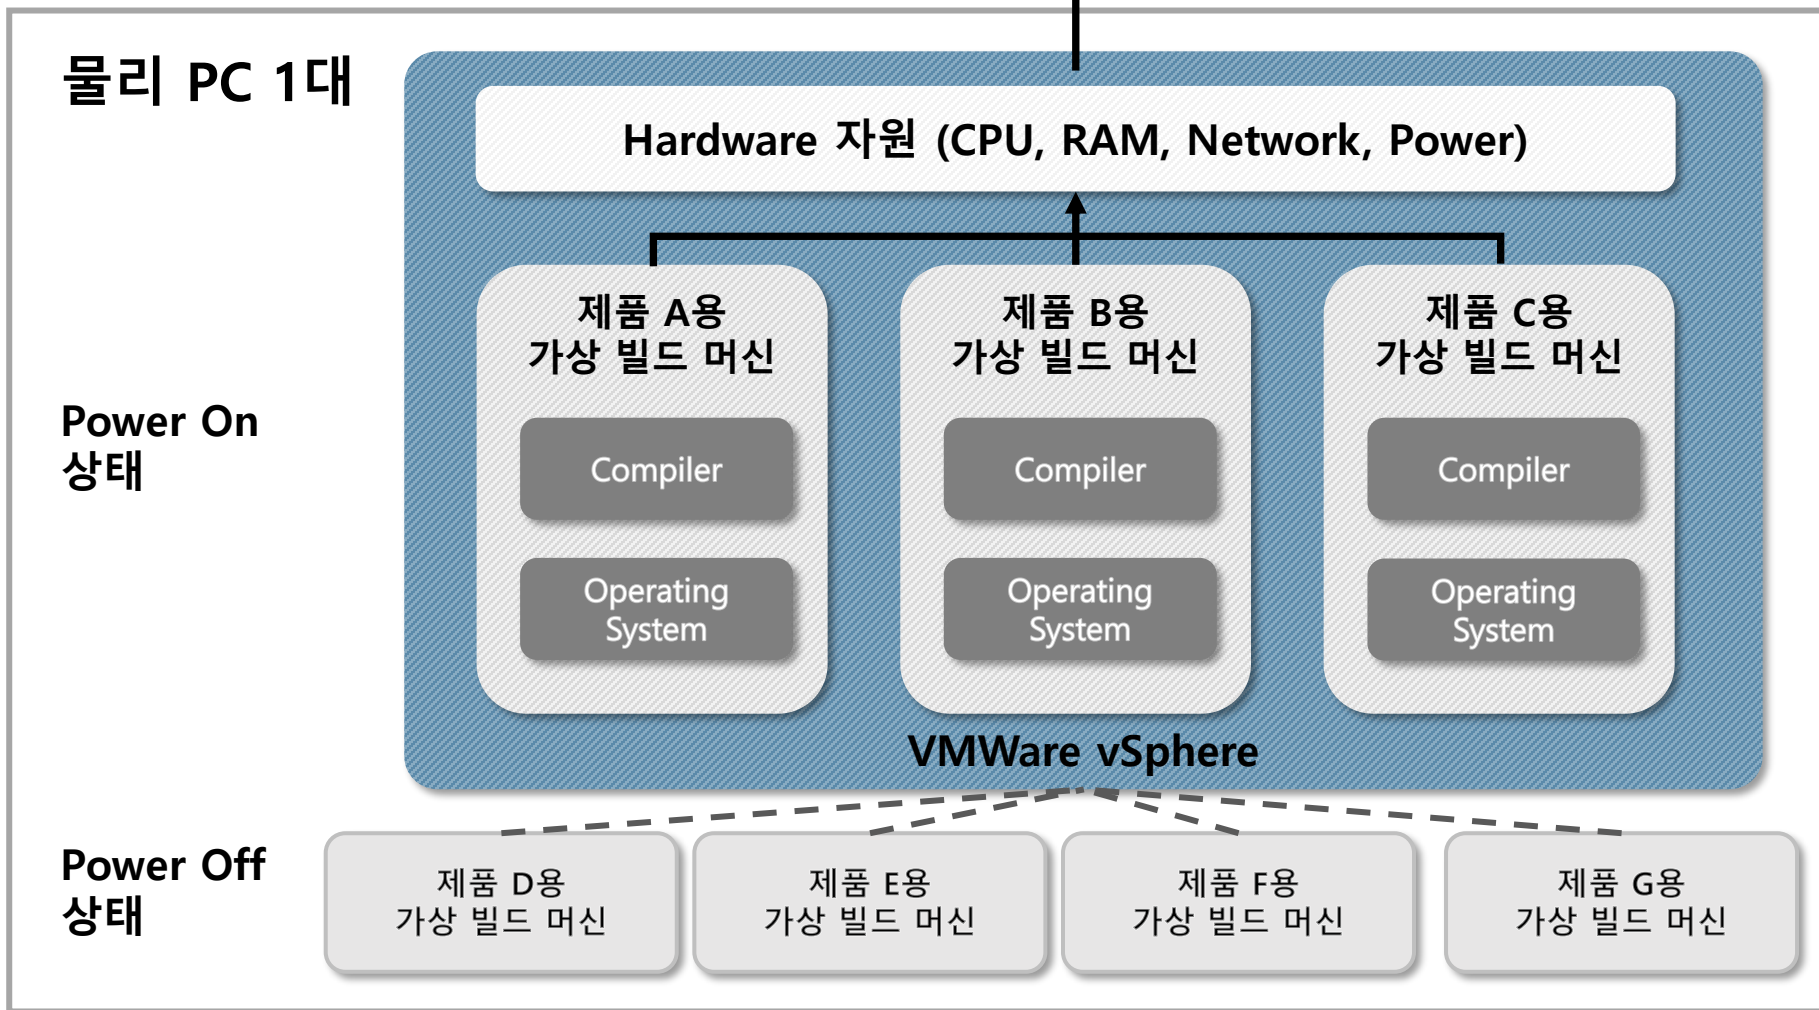 물리 PC 1대
Hardware 자원 (CPU, RAM, Network, Power)
제품 A용
가상 빌드 머신
제품 B용
가상 빌드 머신
제품 C용
가상 빌드 머신
Power On
상태
Compiler
Compiler
Compiler
Operating
System
Operating
System
Operating
System
VMWare vSphere
Power Off
상태
제품 D용
가상 빌드 머신
제품 E용
가상 빌드 머신
제품 F용
가상 빌드 머신
제품 G용
가상 빌드 머신